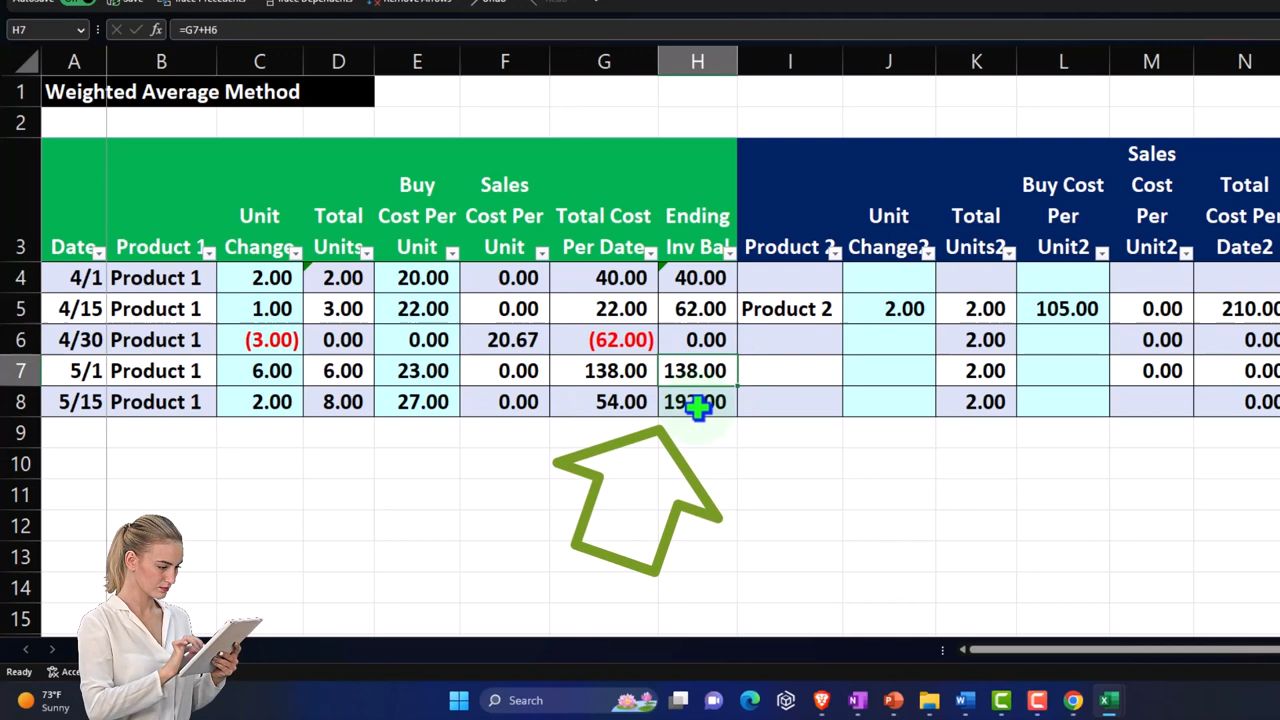 H7 =G7+H6
A B C D E F G H I J K L M N
1 Weighted Average Method
2
Sales
Buy Sales Buy Cost Cost Total
Unit Total Cost Per Cost Per Total Cost Ending Unit Total Per Per Cost Per
3 Date Product 1 Change Units Unit Unit Per Date Inv Bal Product 2 Change2 Units2 Unit2 Unit2 Date2
4 4/1 Product 1 2.00 2.00 20.00 0.00 40.00 40.00
5 4/15 Product 1 1.00 3.00 22.00 0.00 22.00 62.00 Product 2 2.00 2.00 105.00 0.00 210.00
6 4/30 Product 1 (3.00) 0.00 0.00 20.67 (62.00) 0.00 2.00 0.00
7 5/1 Product 1 6.00 6.00 23.00 0.00 138.00 138.00 2.00 0.00 0.00
8 5/15 Product 1 2.00 8.00 27.00 0.00 54.00 2.00 0.00
9
10
11
12
13
14
15
Ready
73°F Search
Sunny